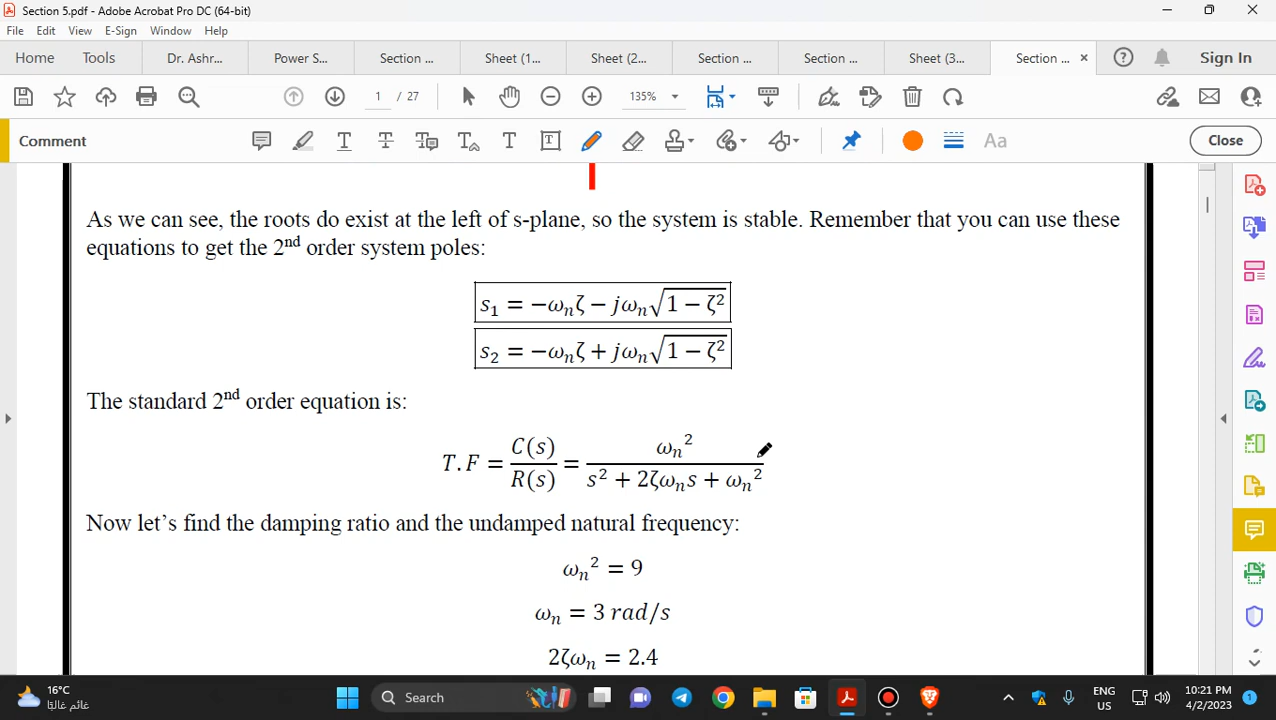 Section 5.pdf - Adobe Acrobat Pro DC (64-bit)
File Edit View E-Sign Window Help
Home Tools Dr. Ashr... Power S... Section ... Sheet (1... Sheet (2... Section ... Section ... Sheet (3... Section ... × Sign In
1 / 27 135%
Comment Aa Close
As we can see, the roots do exist at the left of s-plane, so the system is stable. Remember that you can use these
equations to get the 2nd order system poles:
s₁ = −ωₙζ − jωₙ√(1 − ζ²)
s₂ = −ωₙζ + jωₙ√(1 − ζ²)
The standard 2nd order equation is:
T.F = C(s)/R(s) = ωₙ²/(s² + 2ζωₙs + ωₙ²)
Now let’s find the damping ratio and the undamped natural frequency:
ωₙ² = 9
ωₙ = 3 rad/s
2ζωₙ = 2.4
16°C
غائم غالبًا
Search
ENG
US
10:21 PM
4/2/2023
1